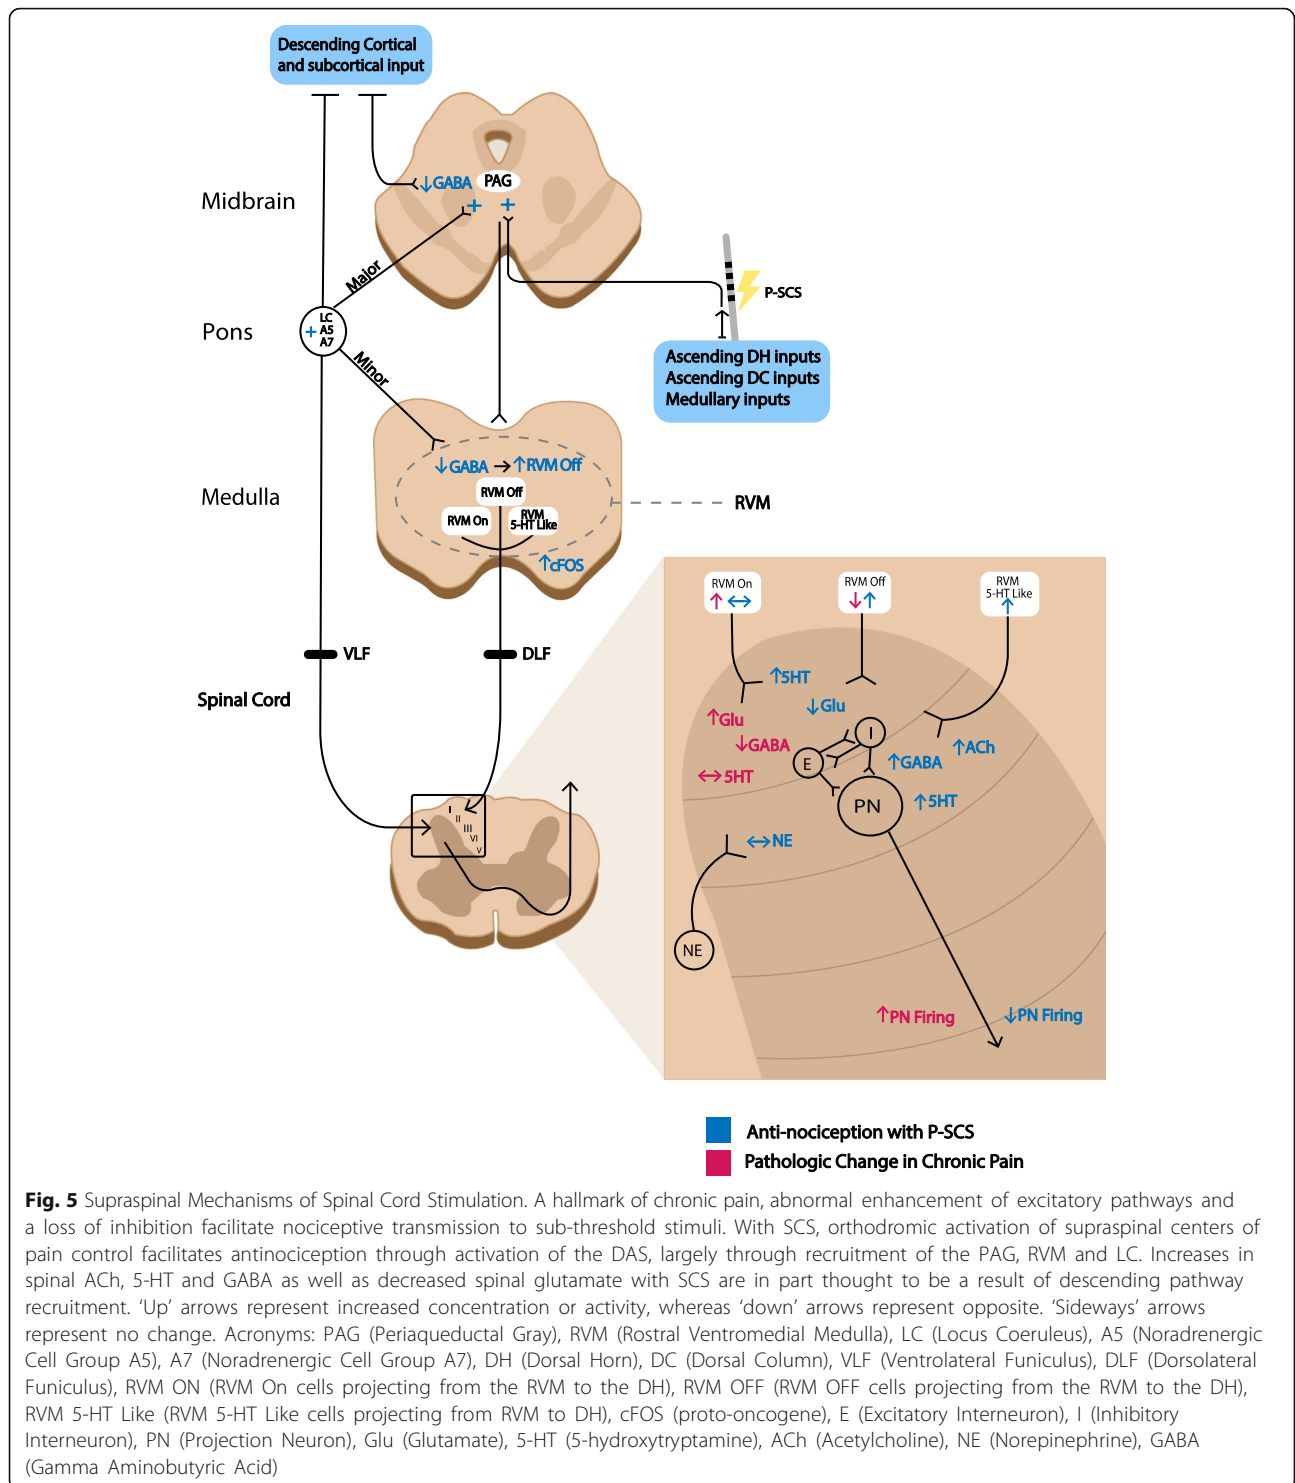 Descending Cortical
and subcortical input
Midbrain
↓GABA
PAG
+
+
Major
P-SCS
Pons
LC
+ A5
A7
Minor
Ascending DH inputs
Ascending DC inputs
Medullary inputs
Medulla
↓GABA → ↑RVM Off
RVM Off
RVM On
RVM
5-HT Like
RVM
↑cFOS
VLF
DLF
Spinal Cord
I
II
III
VI
V
RVM On
↑ ↔
RVM Off
↓ ↑
RVM
5-HT Like
↑
↑5HT
↓Glu
↑Glu
↓GABA
↔5HT
E
I
↑ACh
↑GABA
PN
↑5HT
↔NE
NE
↑PN Firing
↓PN Firing
Anti-nociception with P-SCS
Pathologic Change in Chronic Pain
Fig. 5 Supraspinal Mechanisms of Spinal Cord Stimulation. A hallmark of chronic pain, abnormal enhancement of excitatory pathways and
a loss of inhibition facilitate nociceptive transmission to sub-threshold stimuli. With SCS, orthodromic activation of supraspinal centers of
pain control facilitates antinociception through activation of the DAS, largely through recruitment of the PAG, RVM and LC. Increases in
spinal ACh, 5-HT and GABA as well as decreased spinal glutamate with SCS are in part thought to be a result of descending pathway
recruitment. ‘Up’ arrows represent increased concentration or activity, whereas ‘down’ arrows represent opposite. ‘Sideways’ arrows
represent no change. Acronyms: PAG (Periaqueductal Gray), RVM (Rostral Ventromedial Medulla), LC (Locus Coeruleus), A5 (Noradrenergic
Cell Group A5), A7 (Noradrenergic Cell Group A7), DH (Dorsal Horn), DC (Dorsal Column), VLF (Ventrolateral Funiculus), DLF (Dorsolateral
Funiculus), RVM ON (RVM On cells projecting from the RVM to the DH), RVM OFF (RVM OFF cells projecting from the RVM to the DH),
RVM 5-HT Like (RVM 5-HT Like cells projecting from RVM to DH), cFOS (proto-oncogene), E (Excitatory Interneuron), I (Inhibitory
Interneuron), PN (Projection Neuron), Glu (Glutamate), 5-HT (5-hydroxytryptamine), ACh (Acetylcholine), NE (Norepinephrine), GABA
(Gamma Aminobutyric Acid)